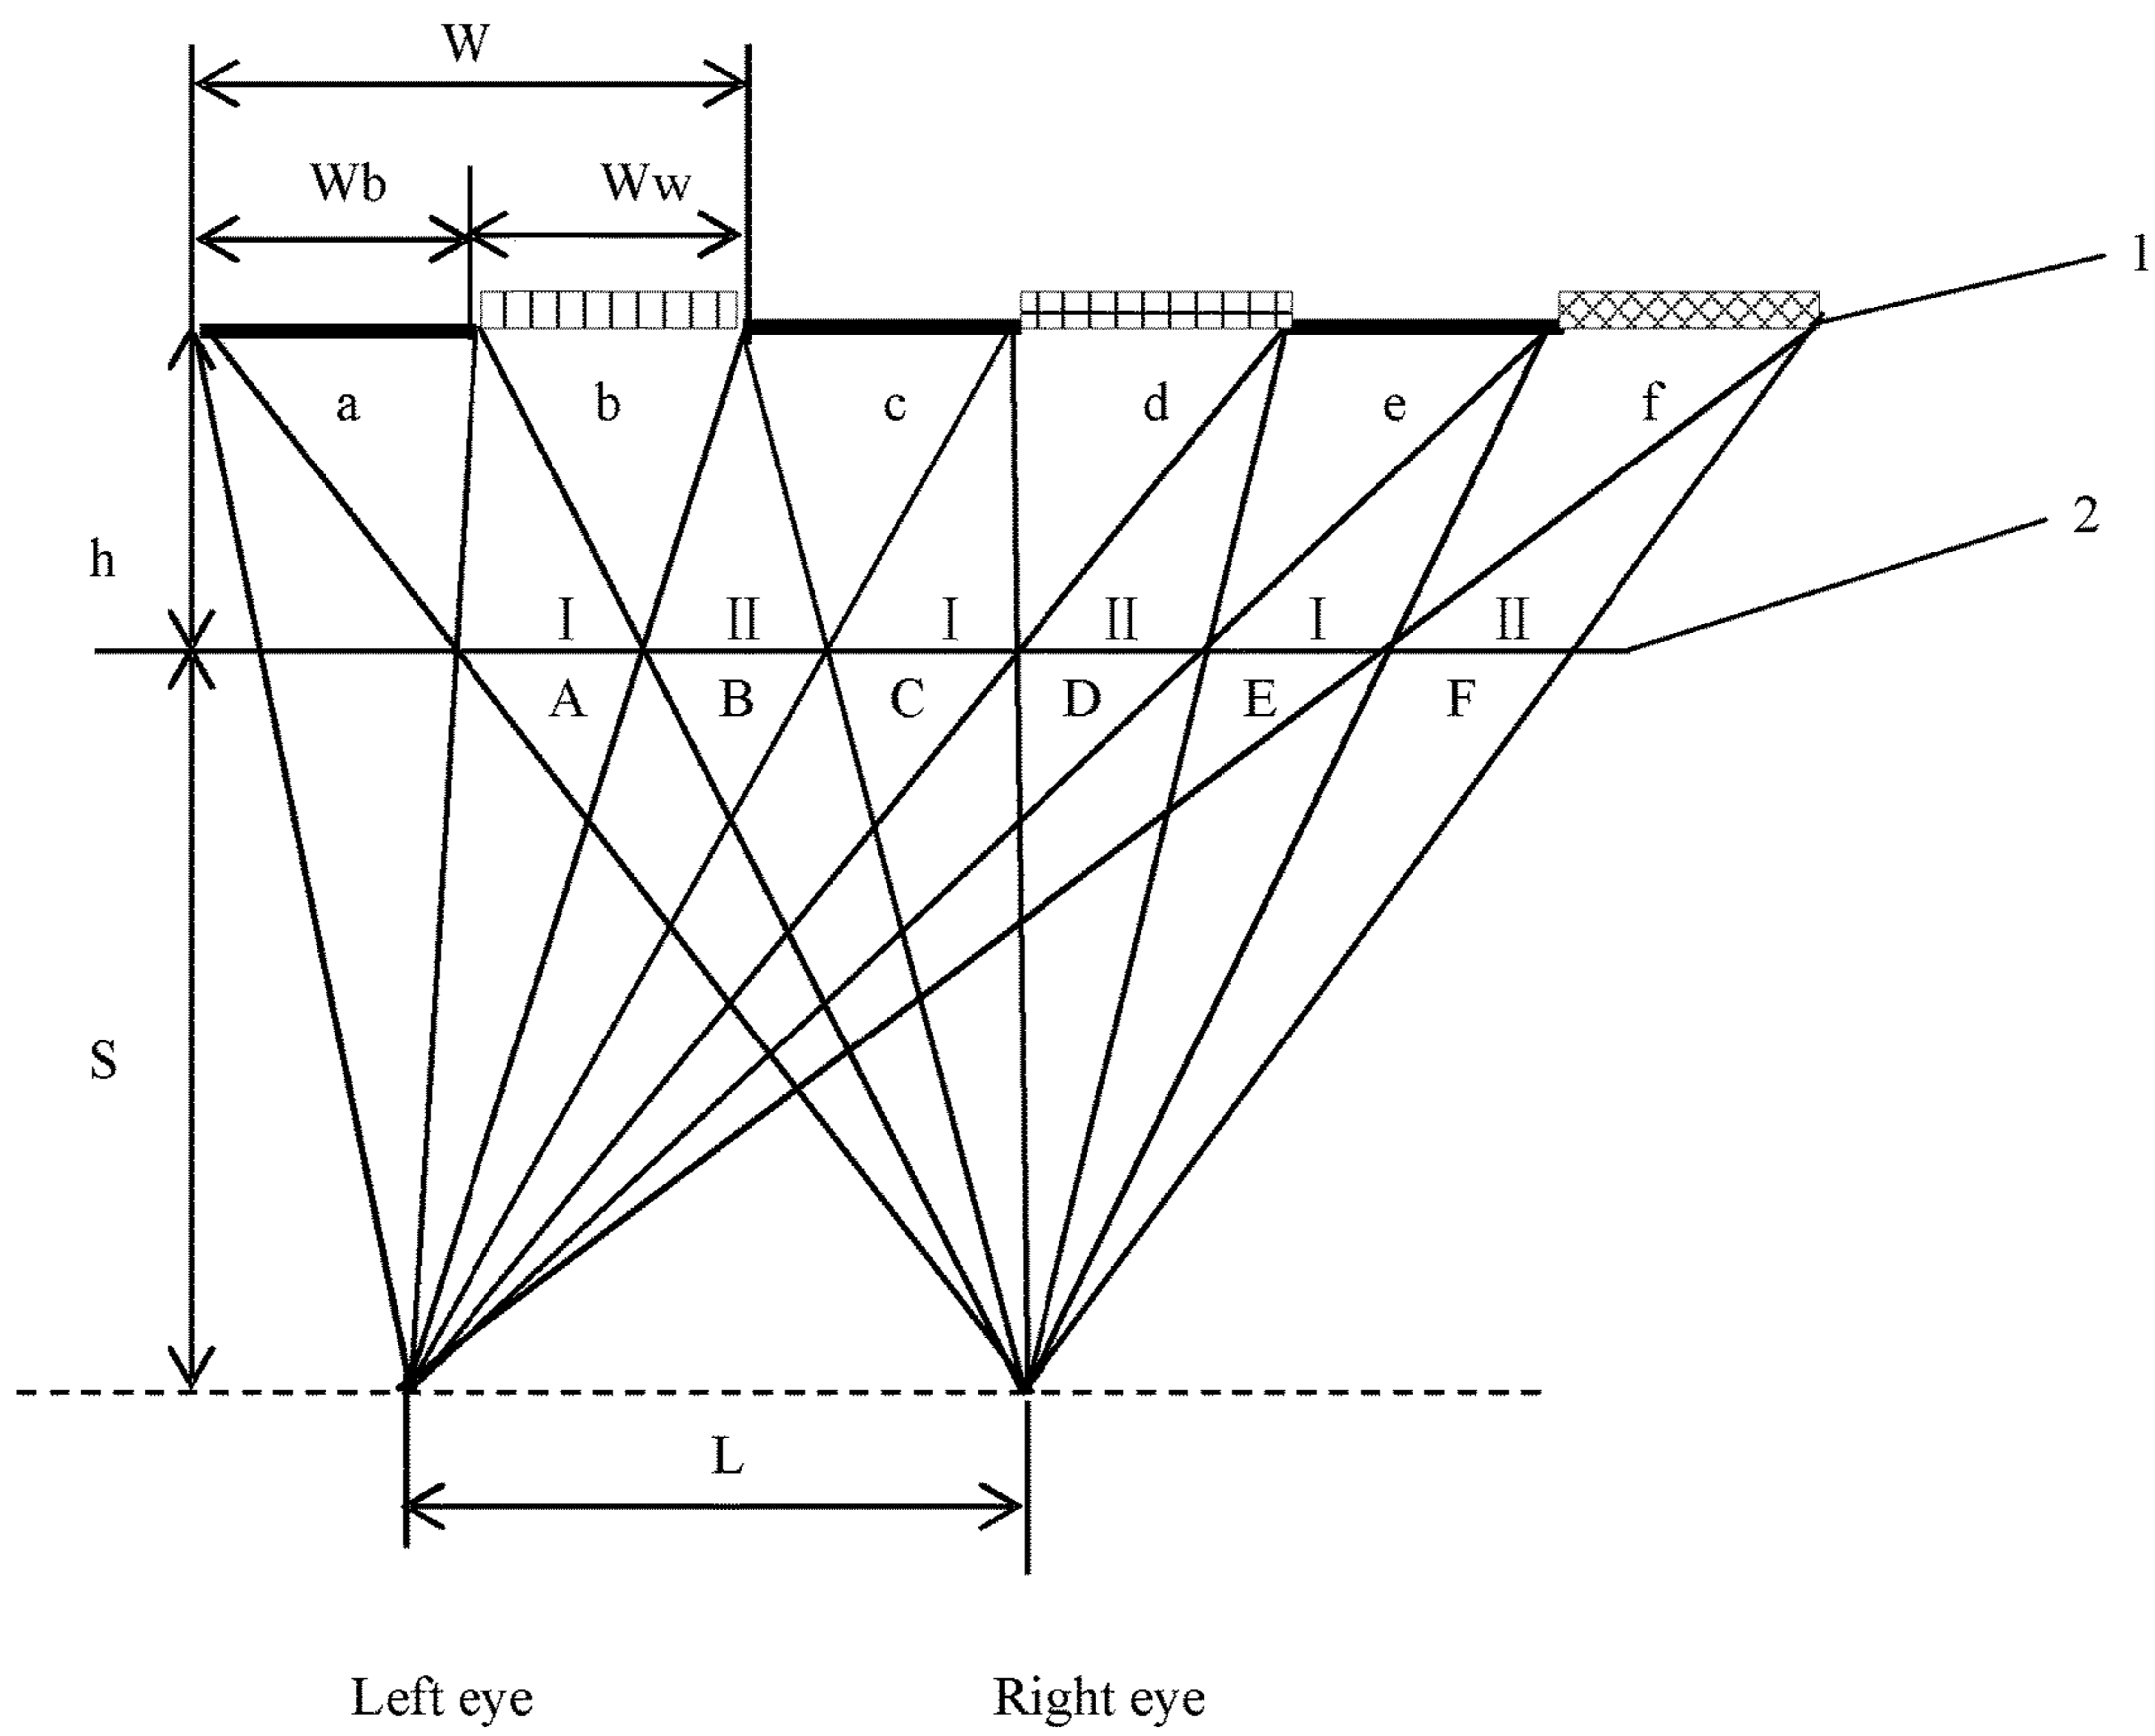 W
Wb Ww
1
a b c d e f
2
h
I II I II I II
A B C D E F
S
L
Left eye Right eye